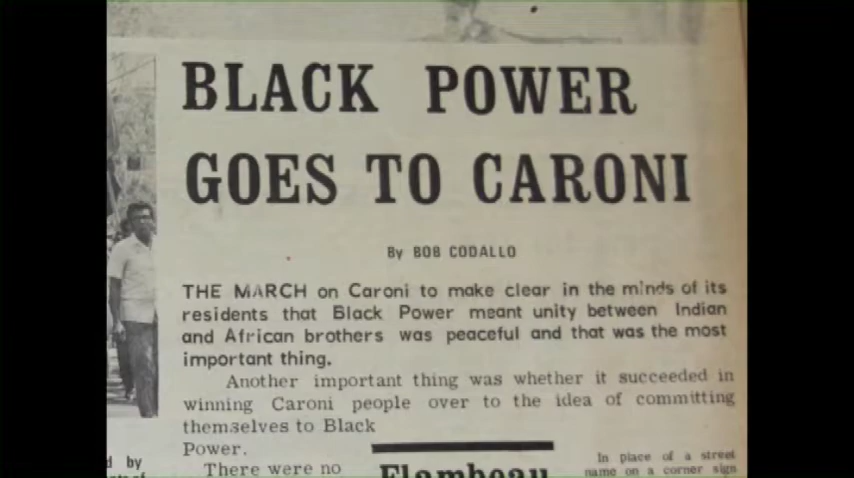 BLACK POWER
GOES TO CARONI
By BOB CODALLO
THE MARCH on Caroni to make clear in the minds of its
residents that Black Power meant unity between Indian
and African brothers was peaceful and that was the most
important thing.
Another important thing was whether it succeeded in
winning Caroni people over to the idea of committing
themselves to Black
Power.
There were no
d by
Flambeau
In place of a street
name on a corner sign